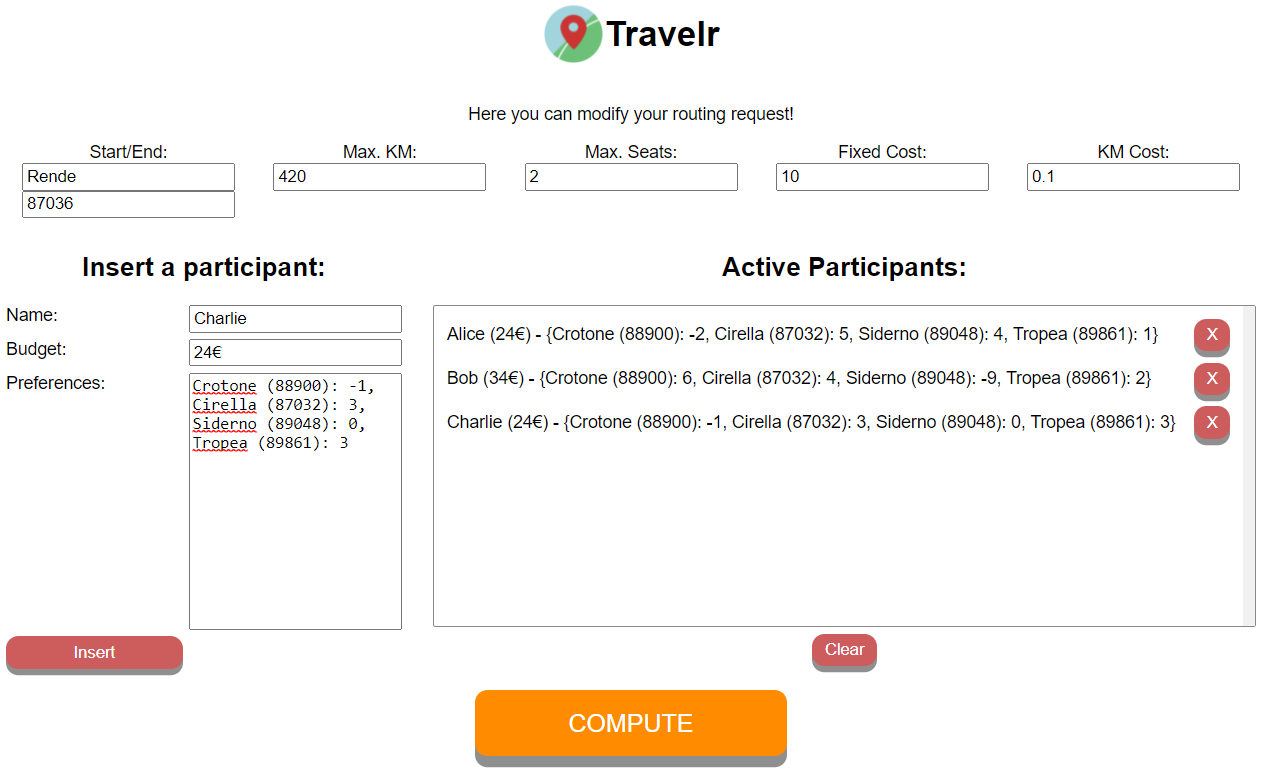 Travelr
Here you can modify your routing request!
Start/End:
Rende
87036
Max. KM:
420
Max. Seats:
2
Fixed Cost:
10
KM Cost:
0.1
Insert a participant:
Name:
Charlie
Budget:
24€
Preferences:
Crotone (88900): -1,
Cirella (87032): 3,
Siderno (89048): 0,
Tropea (89861): 3
Insert
Active Participants:
Alice (24€) - {Crotone (88900): -2, Cirella (87032): 5, Siderno (89048): 4, Tropea (89861): 1}
X
Bob (34€) - {Crotone (88900): 6, Cirella (87032): 4, Siderno (89048): -9, Tropea (89861): 2}
X
Charlie (24€) - {Crotone (88900): -1, Cirella (87032): 3, Siderno (89048): 0, Tropea (89861): 3}
X
Clear
COMPUTE